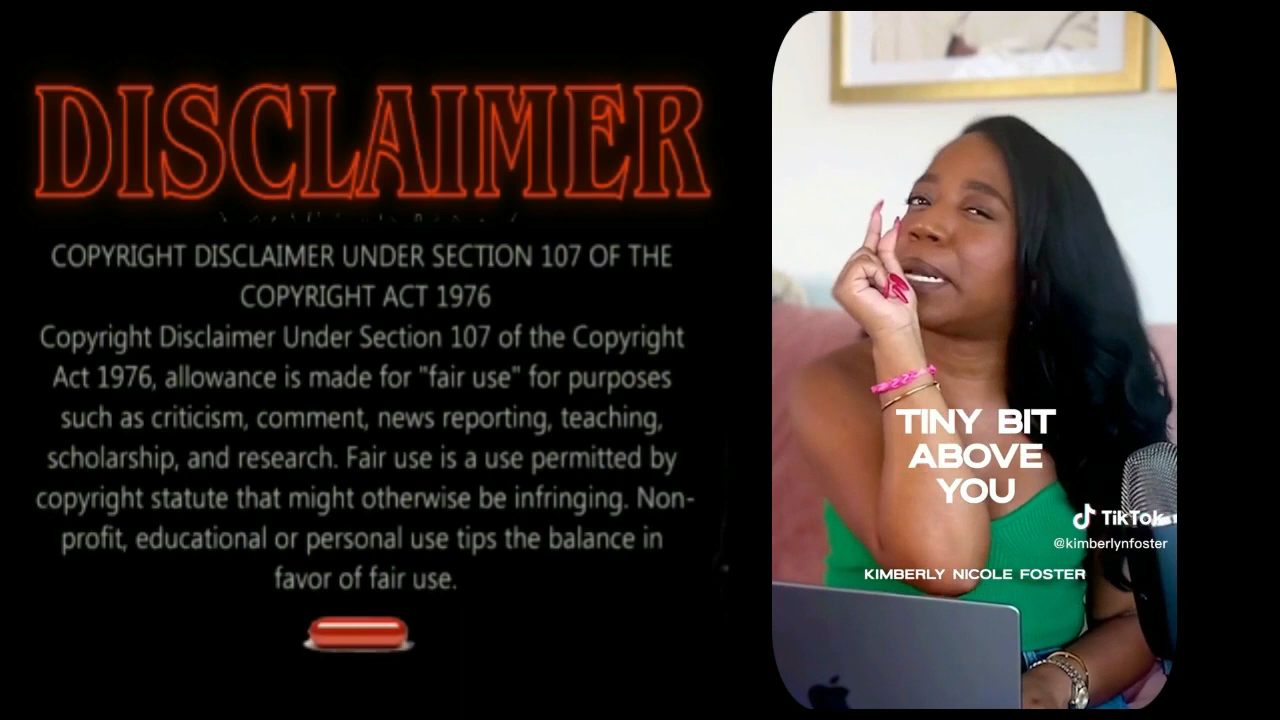 DISCLAIMER
COPYRIGHT DISCLAIMER UNDER SECTION 107 OF THE
COPYRIGHT ACT 1976
Copyright Disclaimer Under Section 107 of the Copyright
Act 1976, allowance is made for "fair use" for purposes
such as criticism, comment, news reporting, teaching,
scholarship, and research. Fair use is a use permitted by
copyright statute that might otherwise be infringing. Non-
profit, educational or personal use tips the balance in
favor of fair use.
TINY BIT
ABOVE
YOU
TikTok
@kimberlynfoster
KIMBERLY NICOLE FOSTER